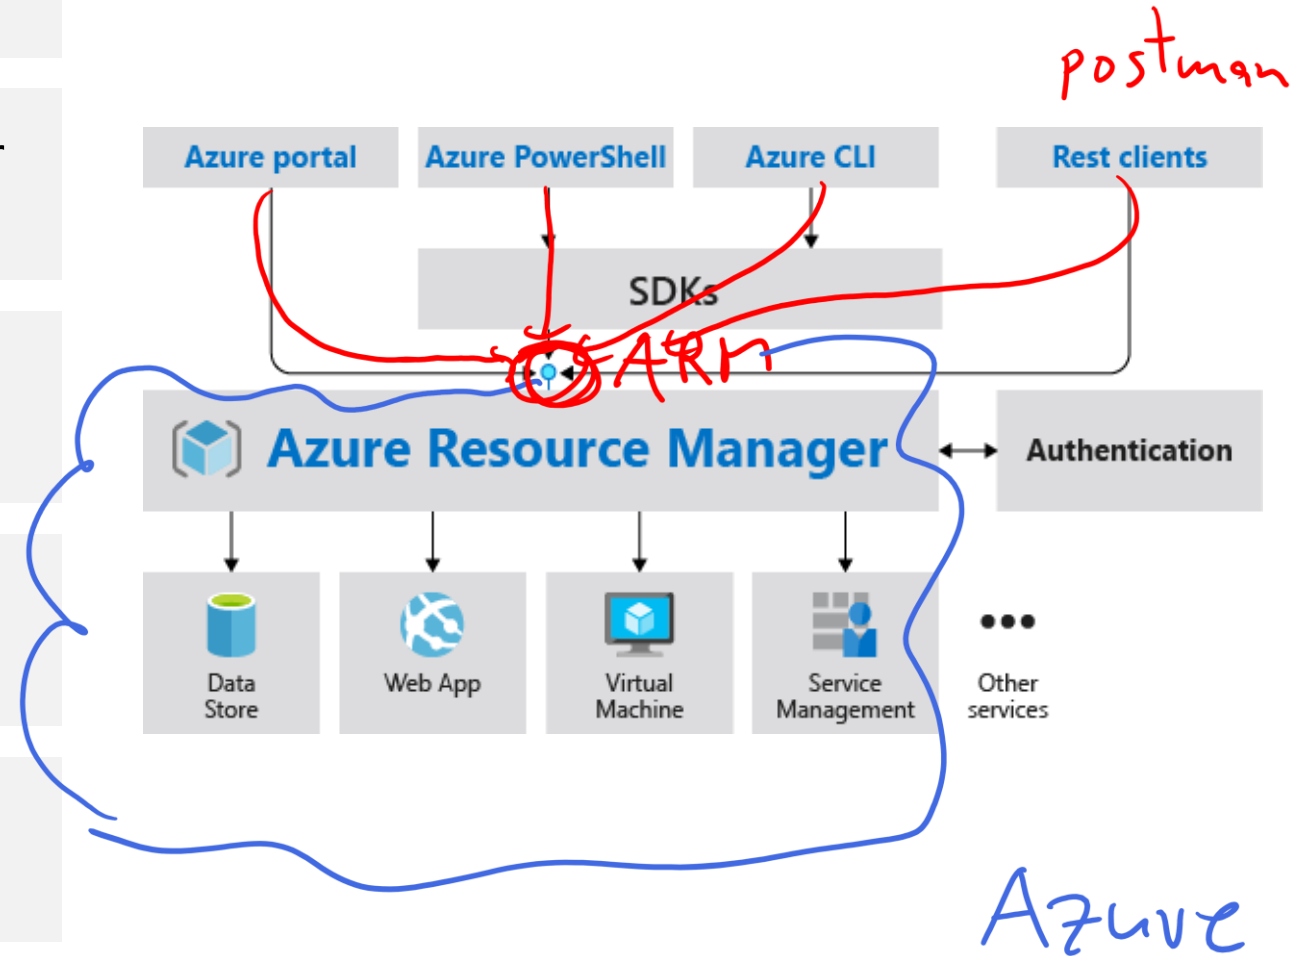 postman
Azure portal
Azure PowerShell
Azure CLI
Rest clients
SDKs
ARM
Azure Resource Manager
Authentication
Data
Store
Web App
Virtual
Machine
Service
Management
Other
services
Azure